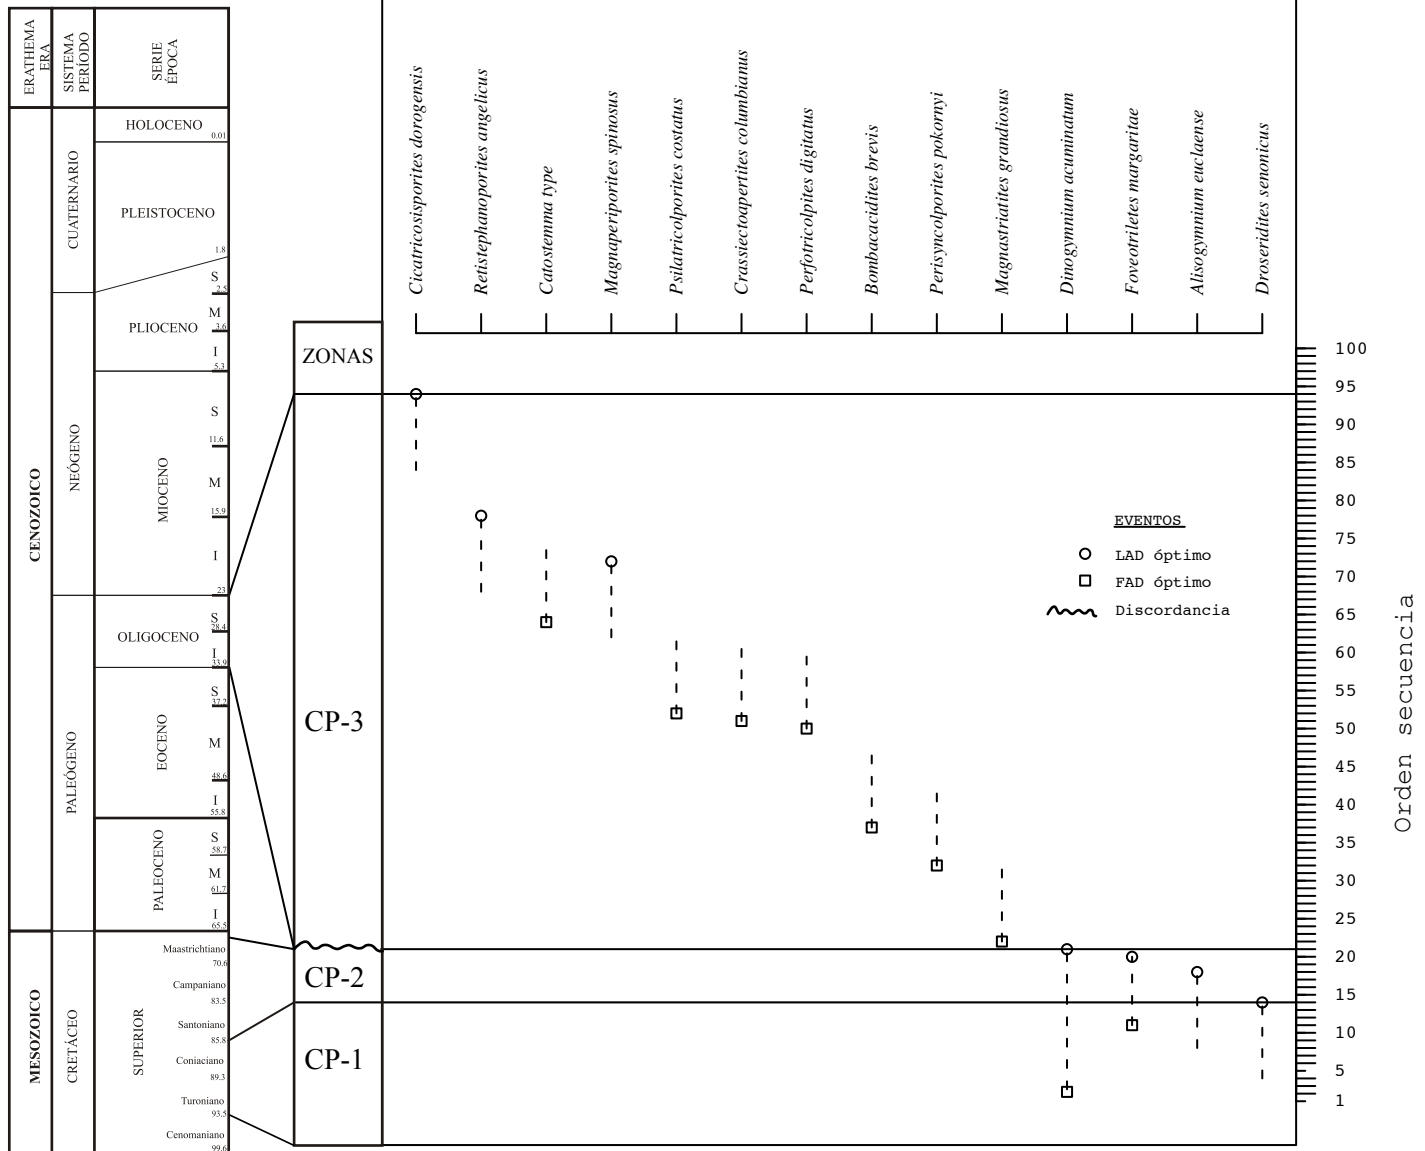 ERATHEMA
ERA
SISTEMA
PERÍODO
SERIE
ÉPOCA
CENOZOICO
MESOZOICO
CUATERNARIO
NEÓGENO
PALEÓGENO
CRETÁCEO
HOLOCENO
0.01
PLEISTOCENO
1.8
S
2.5
PLIOCENO
M
3.6
I
5.3
S
11.6
MIOCENO
M
15.9
I
23
S
28.4
OLIGOCENO
I
33.9
S
37.2
EOCENO
M
48.6
I
55.8
S
58.7
PALEOCENO
M
61.7
I
65.5
SUPERIOR
Maastrichtiano
70.6
Campaniano
83.5
Santoniano
85.8
Coniaciano
89.3
Turoniano
93.5
Cenomaniano
99.6
ZONAS
CP-3
CP-2
CP-1
Cicatricosisporites dorogensis
Retistephanoporites angelicus
Catostemma type
Magnaperiporites spinosus
Psilatricolporites costatus
Crassiectoapertites columbianus
Perfotricolpites digitatus
Bombacacidites brevis
Perisyncolporites pokornyi
Magnastriatites grandiosus
Dinogymnium acuminatum
Foveotriletes margaritae
Alisogymnium euclaense
Droseridites senonicus
EVENTOS
LAD óptimo
FAD óptimo
Discordancia
100
95
90
85
80
75
70
65
60
55
50
45
40
35
30
25
20
15
10
5
1
Orden secuencia